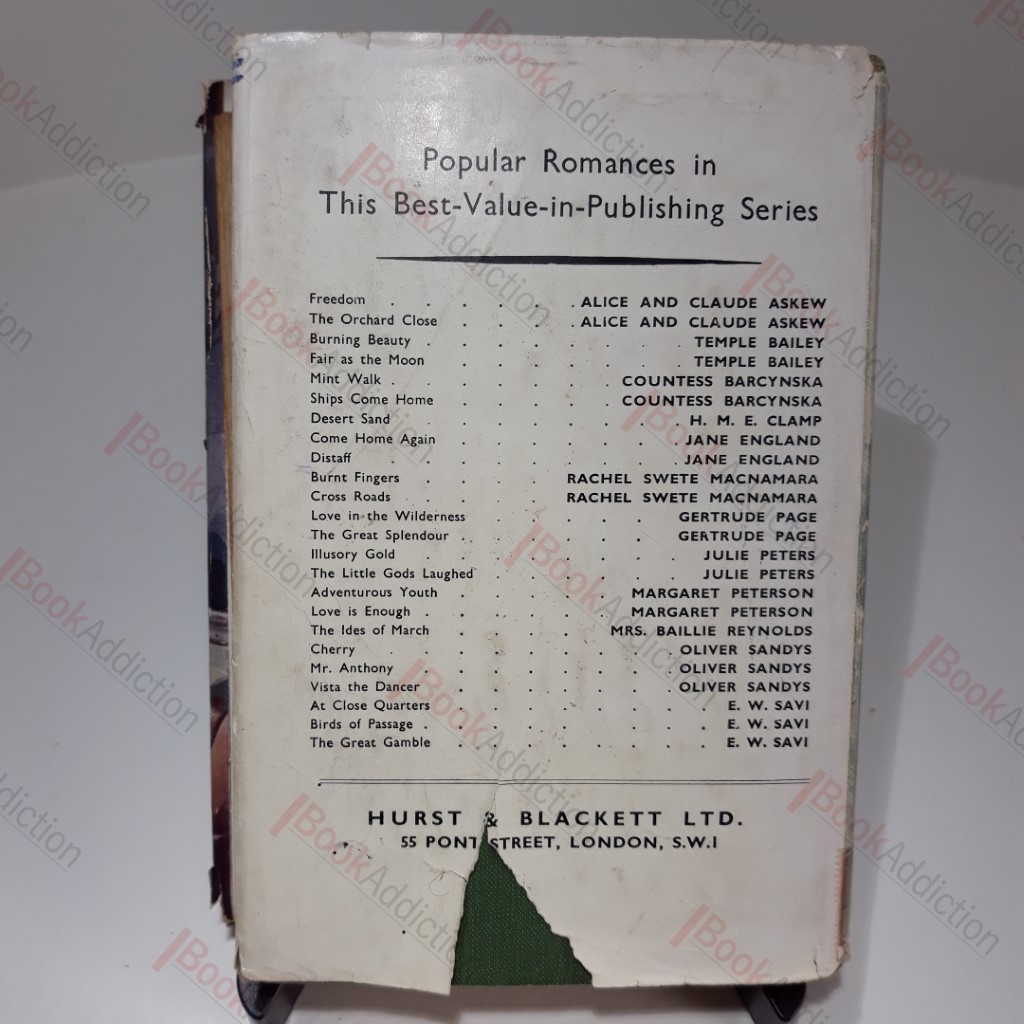 Popular Romances in
This Best-Value-in-Publishing Series
Freedom . . . . . . ALICE AND CLAUDE ASKEW
The Orchard Close . . . . ALICE AND CLAUDE ASKEW
Burning Beauty . . . . . . . . TEMPLE BAILEY
Fair as the Moon . . . . . . . TEMPLE BAILEY
Mint Walk . . . . . . . COUNTESS BARCYNSKA
Ships Come Home . . . . . COUNTESS BARCYNSKA
Desert Sand . . . . . . . . H. M. E. CLAMP
Come Home Again . . . . . . . JANE ENGLAND
Distaff . . . . . . . . . JANE ENGLAND
Burnt Fingers . . . . RACHEL SWETE MACNAMARA
Cross Roads . . . . RACHEL SWETE MACNAMARA
Love in the Wilderness . . . . . GERTRUDE PAGE
The Great Splendour . . . . . . GERTRUDE PAGE
Illusory Gold . . . . . . . . JULIE PETERS
The Little Gods Laughed . . . . . . JULIE PETERS
Adventurous Youth . . . . . MARGARET PETERSON
Love is Enough . . . . . . MARGARET PETERSON
The Ides of March . . . . MRS. BAILLIE REYNOLDS
Cherry . . . . . . . . OLIVER SANDYS
Mr. Anthony . . . . . . . . OLIVER SANDYS
Vista the Dancer . . . . . . . OLIVER SANDYS
At Close Quarters . . . . . . . . E. W. SAVI
Birds of Passage . . . . . . . . . E. W. SAVI
The Great Gamble . . . . . . . . E. W. SAVI
HURST & BLACKETT LTD.
55 PONT STREET, LONDON, S.W.1
BookAddiction